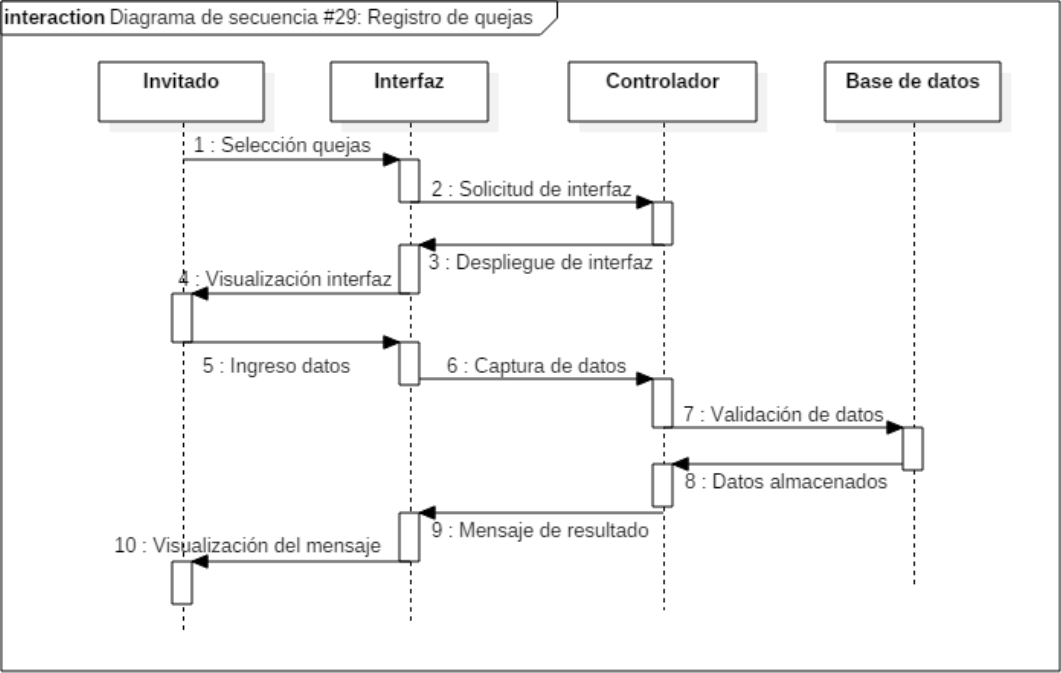 interaction Diagrama de secuencia #29: Registro de quejas
Invitado
Interfaz
Controlador
Base de datos
1 : Selección quejas
2 : Solicitud de interfaz
3 : Despliegue de interfaz
4 : Visualización interfaz
5 : Ingreso datos
6 : Captura de datos
7 : Validación de datos
8 : Datos almacenados
9 : Mensaje de resultado
10 : Visualización del mensaje